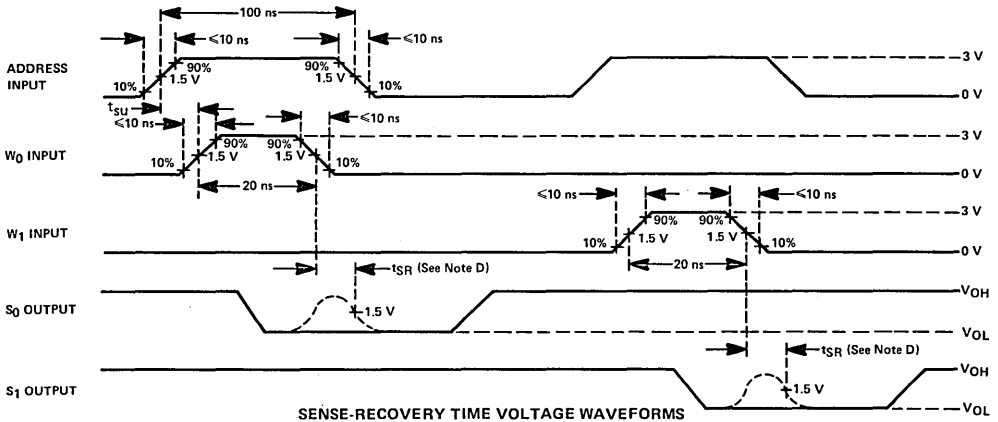 100 ns
≤10 ns
≤10 ns
ADDRESS
INPUT
90%
90%
3 V
10%
1.5 V
1.5 V
10%
0 V
tSU
≤10 ns
≤10 ns
W0 INPUT
90%
90%
3 V
10%
1.5 V
1.5 V
10%
0 V
20 ns
≤10 ns
≤10 ns
W1 INPUT
90%
90%
3 V
10%
1.5 V
1.5 V
10%
0 V
20 ns
tSR (See Note D)
S0 OUTPUT
VOH
1.5 V
VOL
tSR (See Note D)
S1 OUTPUT
VOH
1.5 V
VOL
SENSE-RECOVERY TIME VOLTAGE WAVEFORMS